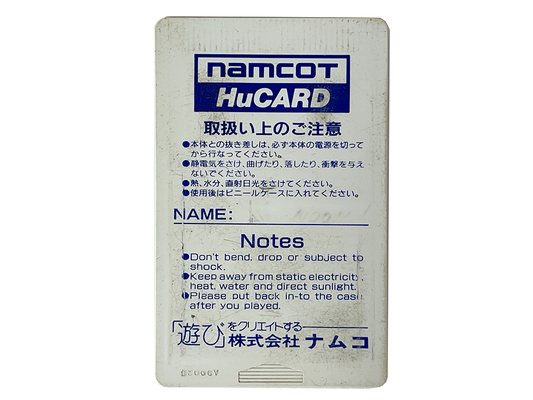 namcoT
HuCARD
取扱い上のご注意
●本体との抜き差しは、必ず本体の電源を切って
から行なってください。
●静電気をさけ、曲げたり、落したり、衝撃を与え
ないでください。
●熱、水分、直射日光をさけてください。
●使用後はビニールケースに入れてください。
NAME:
Notes
●Don't bend, drop or subject to
shock.
●Keep away from static electricit
heat, water and direct sunlight.
●Please put back in-to the case
after you played.
「遊び」をクリエイトする
株式会社 ナムコ